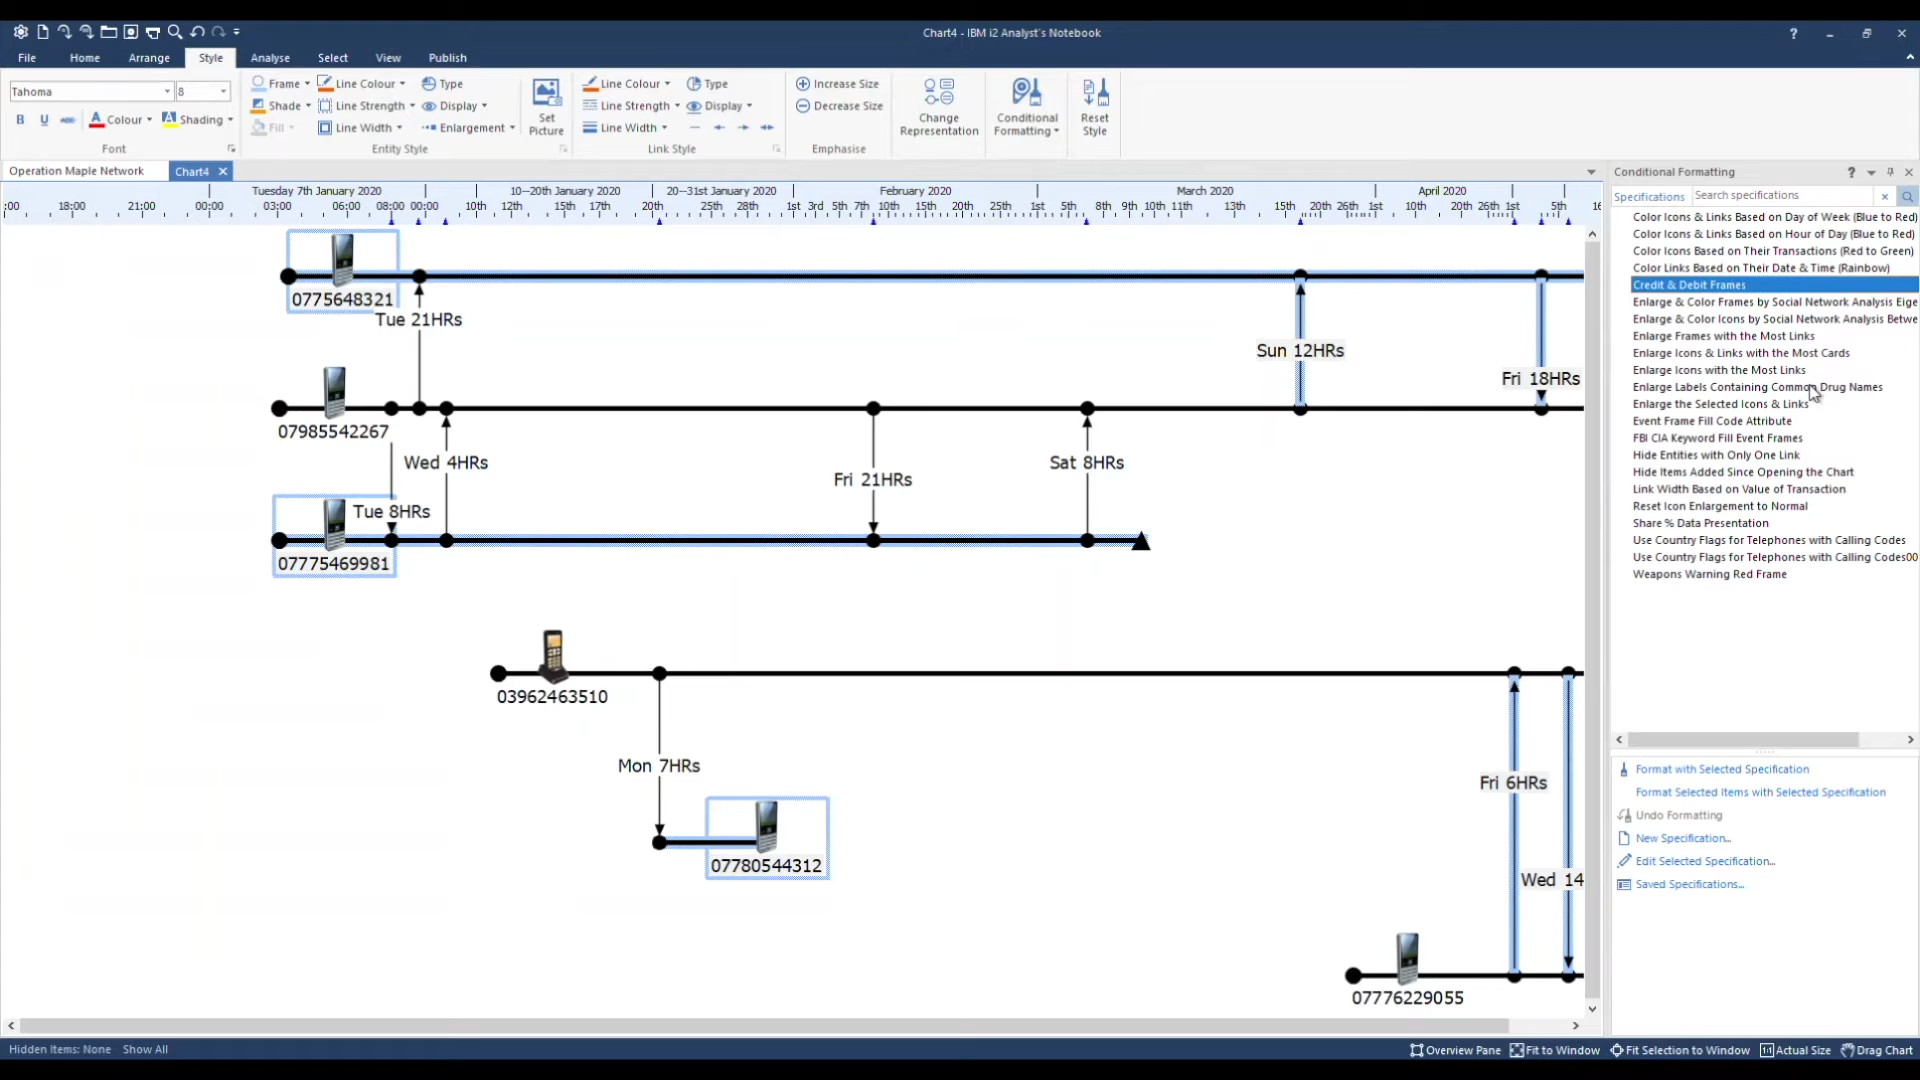 Chart4 - IBM i2 Analyst's Notebook
File Home Arrange Style Analyse Select View Publish
Tahoma 8
B U abc Colour Shading
Font
Frame Line Colour Type
Shade Line Strength Display
Fill Line Width Enlargement
Set Picture
Entity Style
Line Colour Type
Line Strength Display
Line Width
Link Style
Increase Size
Decrease Size
Emphasise
Change Representation
Conditional Formatting
Reset Style
Operation Maple Network Chart4
Tuesday 7th January 2020 10--20th January 2020 20--31st January 2020 February 2020 March 2020 April 2020
:00 18:00 21:00 00:00 03:00 06:00 08:00 00:00 10th 12th 15th 17th 20th 25th 28th 1st 3rd 5th 7th 10th 15th 20th 25th 1st 5th 8th 9th 10th 11th 13th 15th 20th 26th 1st 10th 20th 26th 1st 5th 16th
0775648321
Tue 21HRs
Sun 12HRs
Fri 18HRs
07985542267
Wed 4HRs
Fri 21HRs
Sat 8HRs
Tue 8HRs
07775469981
03962463510
Mon 7HRs
Fri 6HRs
07780544312
Wed 14
07776229055
Conditional Formatting
Specifications Search specifications
Color Icons & Links Based on Day of Week (Blue to Red)
Color Icons & Links Based on Hour of Day (Blue to Red)
Color Icons Based on Their Transactions (Red to Green)
Color Links Based on Their Date & Time (Rainbow)
Credit & Debit Frames
Enlarge & Color Frames by Social Network Analysis Eige
Enlarge & Color Icons by Social Network Analysis Betwe
Enlarge Frames with the Most Links
Enlarge Icons & Links with the Most Cards
Enlarge Icons with the Most Links
Enlarge Labels Containing Common Drug Names
Enlarge the Selected Icons & Links
Event Frame Fill Code Attribute
FBI CIA Keyword Fill Event Frames
Hide Entities with Only One Link
Hide Items Added Since Opening the Chart
Link Width Based on Value of Transaction
Reset Icon Enlargement to Normal
Share % Data Presentation
Use Country Flags for Telephones with Calling Codes
Use Country Flags for Telephones with Calling Codes00
Weapons Warning Red Frame
Format with Selected Specification
Format Selected Items with Selected Specification
Undo Formatting
New Specification...
Edit Selected Specification...
Saved Specifications...
Hidden Items: None Show All
Overview Pane Fit to Window Fit Selection to Window 1:1 Actual Size Drag Chart